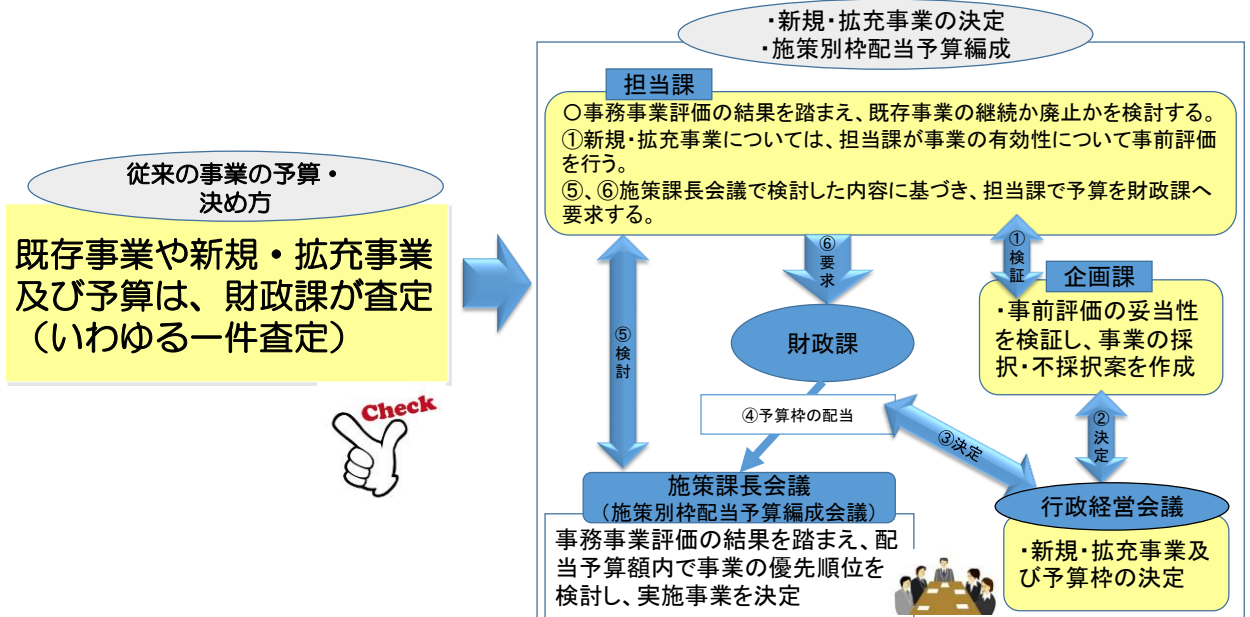 従来の事業の予算・
決め方
既存事業や新規・拡充事業
及び予算は、財政課が査定
（いわゆる一件査定）
Check
・新規・拡充事業の決定
・施策別枠配当予算編成
担当課
〇事務事業評価の結果を踏まえ、既存事業の継続か廃止かを検討する。
①新規・拡充事業については、担当課が事業の有効性について事前評価
を行う。
⑤、⑥施策課長会議で検討した内容に基づき、担当課で予算を財政課へ
要求する。
⑥要求
①検証
企画課
・事前評価の妥当性
を検証し、事業の採
択・不採択案を作成
⑤検討
財政課
④予算枠の配当
③決定
②決定
施策課長会議
（施策別枠配当予算編成会議）
事務事業評価の結果を踏まえ、配
当予算額内で事業の優先順位を
検討し、実施事業を決定
行政経営会議
・新規・拡充事業及
び予算枠の決定